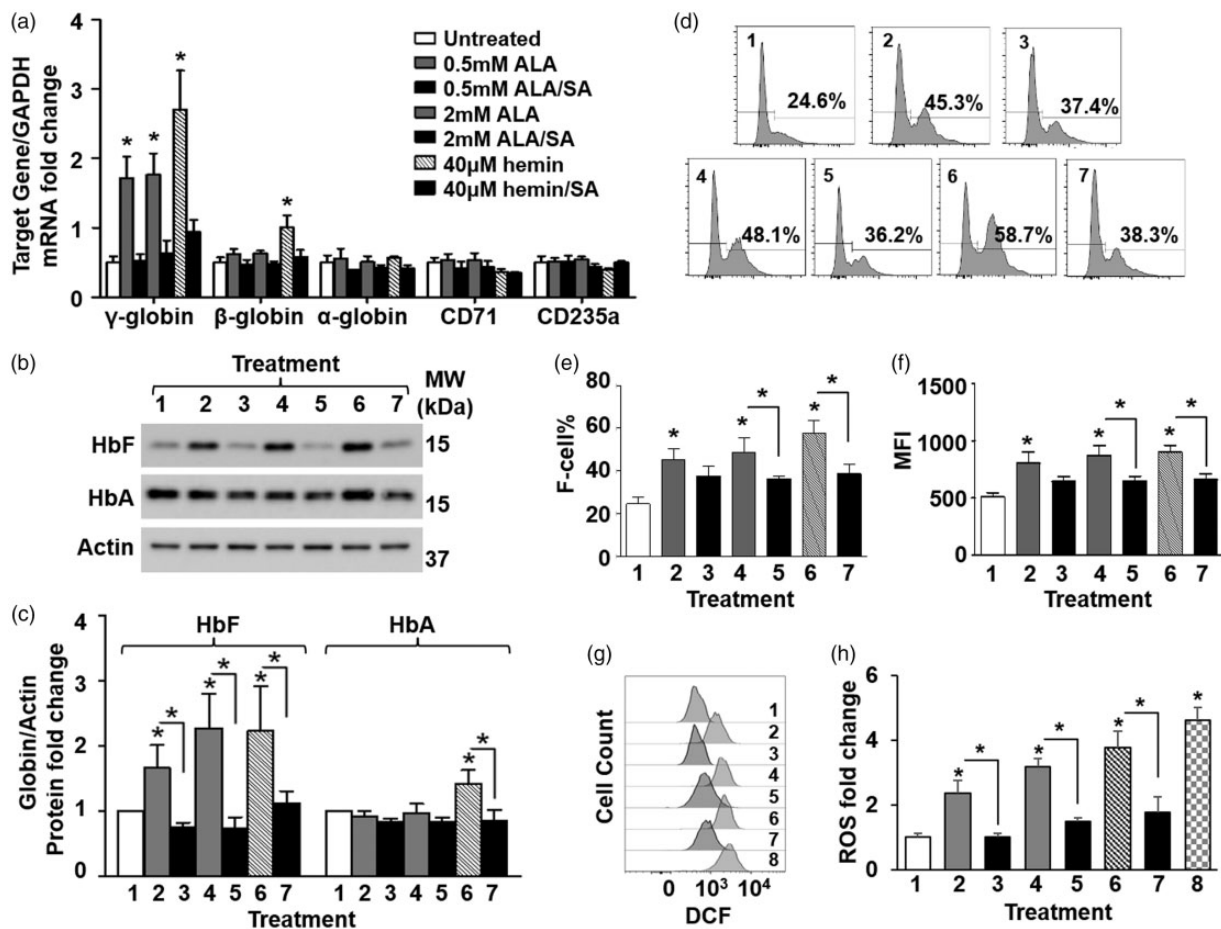 (a)
Target Gene/GAPDH
mRNA fold change
4
3
2
1
0
* * *
*
Untreated
0.5mM ALA
0.5mM ALA/SA
2mM ALA
2mM ALA/SA
40µM hemin
40µM hemin/SA
γ-globin β-globin α-globin CD71 CD235a
(b)
Treatment
1 2 3 4 5 6 7
MW
(kDa)
HbF 15
HbA 15
Actin 37
(c)
Globin/Actin
Protein fold change
4
3
2
1
0
HbF HbA
* * * * * *
* *
1 2 3 4 5 6 7 1 2 3 4 5 6 7
Treatment
(d)
1 24.6%
2 45.3%
3 37.4%
4 48.1%
5 36.2%
6 58.7%
7 38.3%
(e)
F-cell%
80
60
40
20
0
* * * * *
1 2 3 4 5 6 7
Treatment
(f)
MFI
1500
1000
500
0
* * * * *
1 2 3 4 5 6 7
Treatment
(g)
Cell Count
1
2
3
4
5
6
7
8
0 10³ 10⁴
DCF
(h)
ROS fold change
6
4
2
0
* * * * * * *
1 2 3 4 5 6 7 8
Treatment